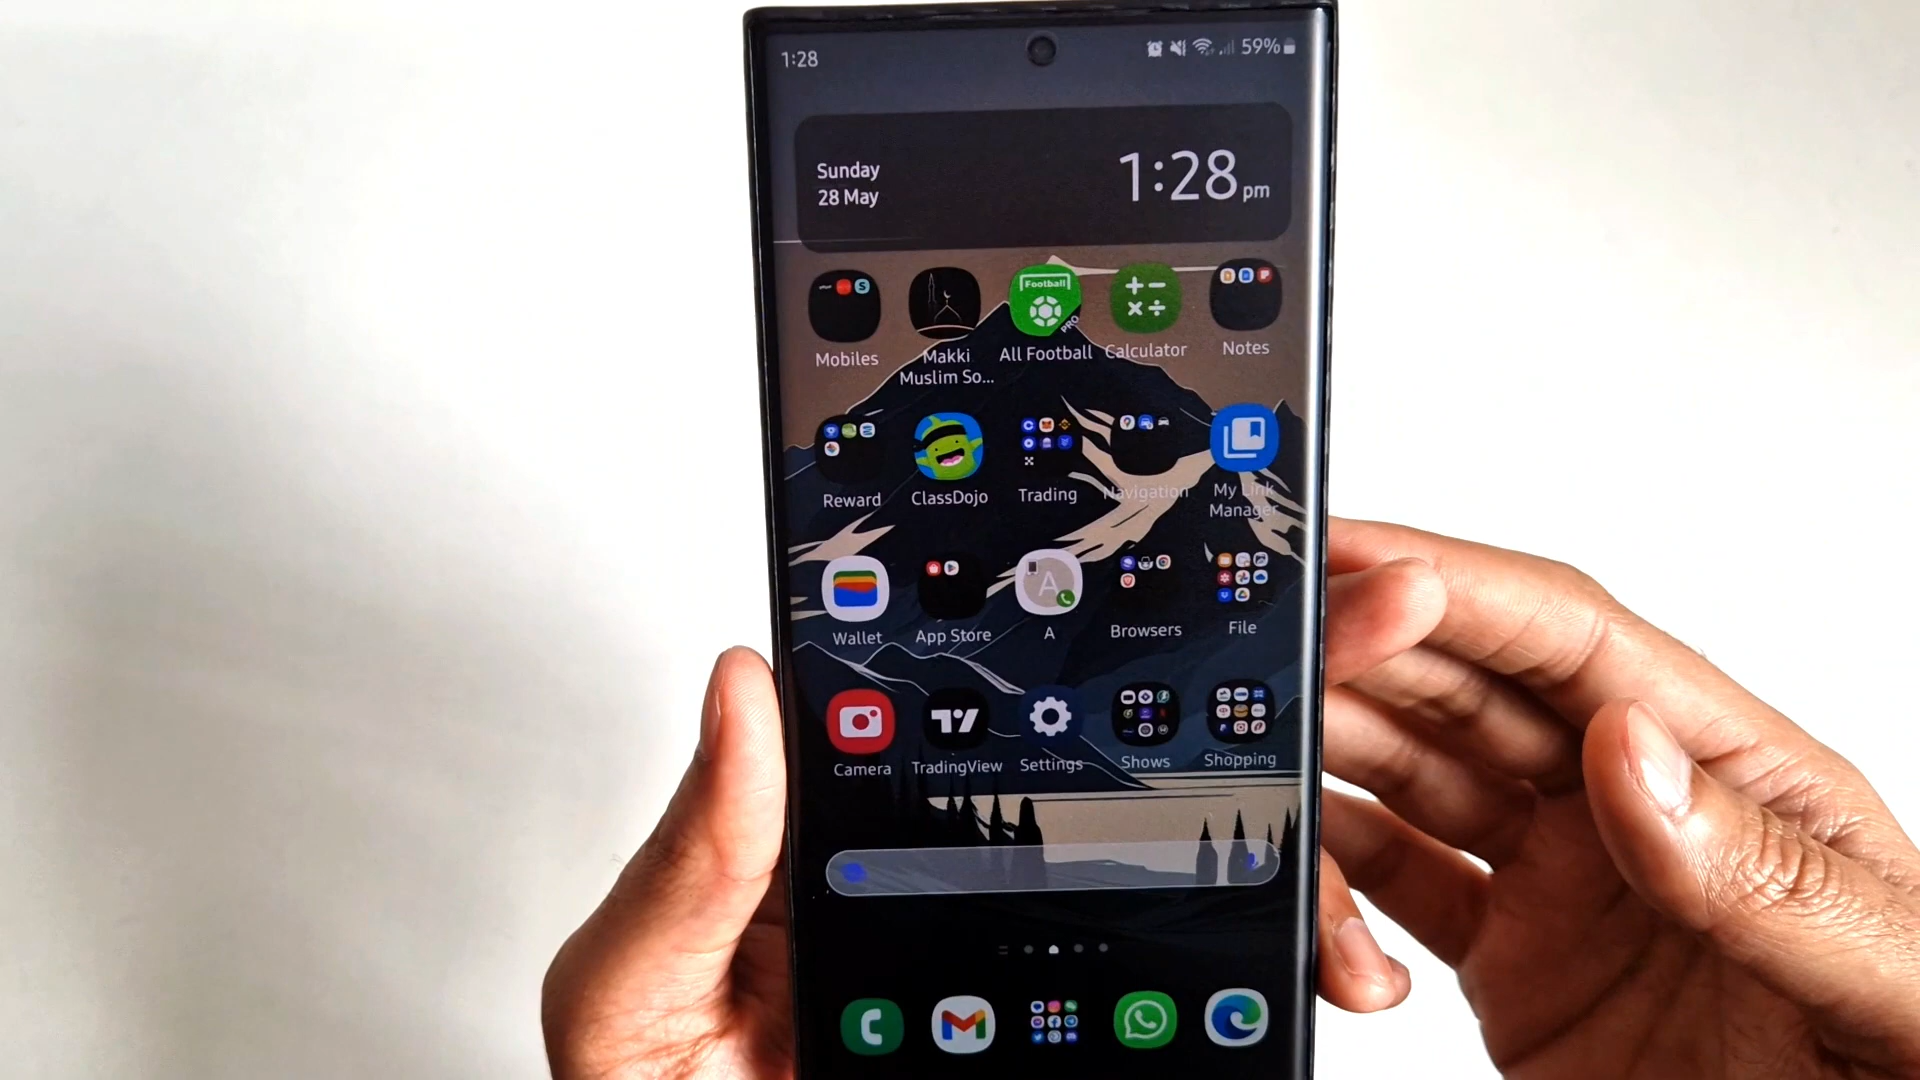 1:28
59%
Sunday
28 May
1:28 pm
Football
PRO
Mobiles
Makki
Muslim So...
All Football
Calculator
Notes
Reward
ClassDojo
Trading
Navigation
My Link
Manager
Wallet
App Store
A
A
Browsers
File
Camera
TradingView
Settings
Shows
Shopping